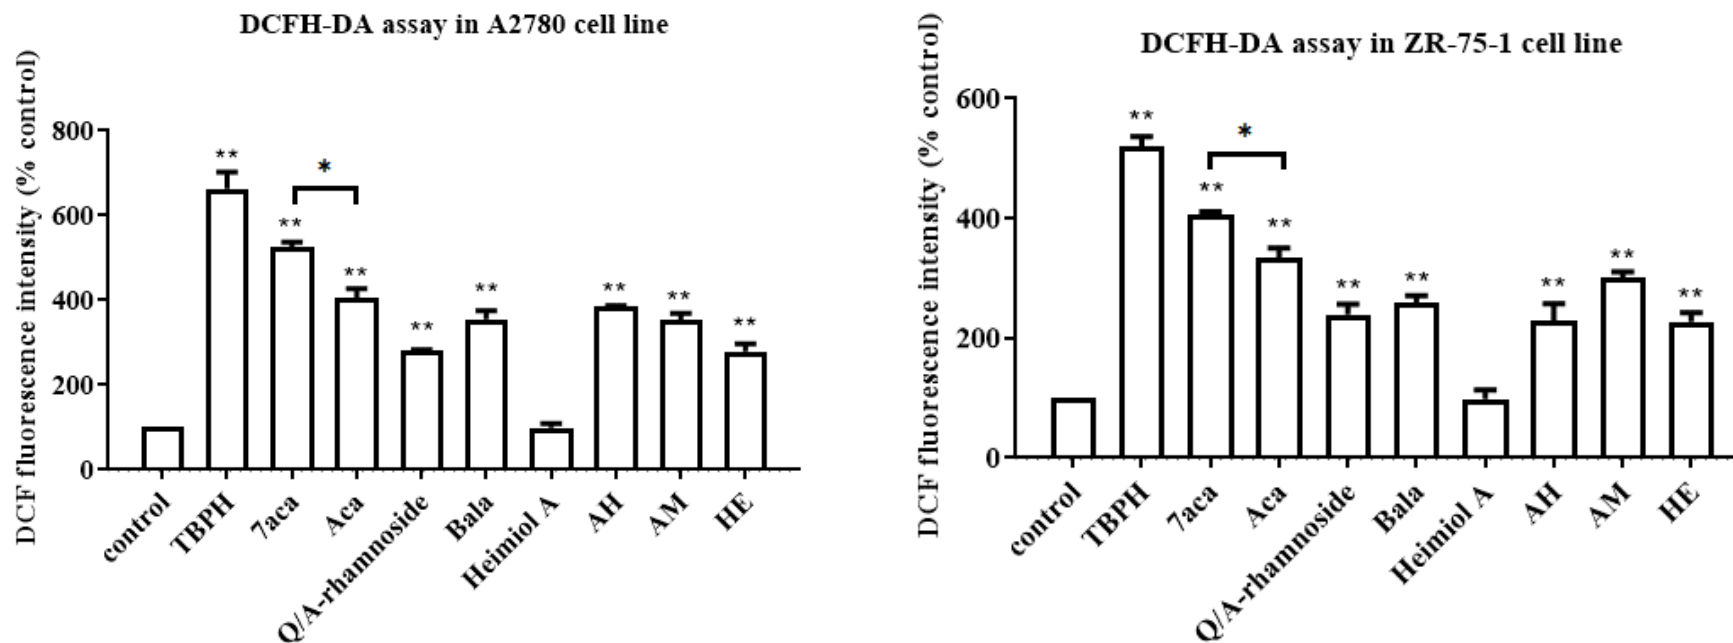 DCFH-DA assay in A2780 cell line
DCF fluorescence intensity (% control)
800
600
400
200
0
**
**
*
**
**
**
**
**
**
control
TBPH
7aca
Aca
Q/A-rhamnoside
Bala
Heimiol A
AH
AM
HE
DCFH-DA assay in ZR-75-1 cell line
DCF fluorescence intensity (% control)
600
400
200
0
**
**
*
**
**
**
**
**
**
control
TBPH
7aca
Aca
Q/A-rhamnoside
Bala
Heimiol A
AH
AM
HE